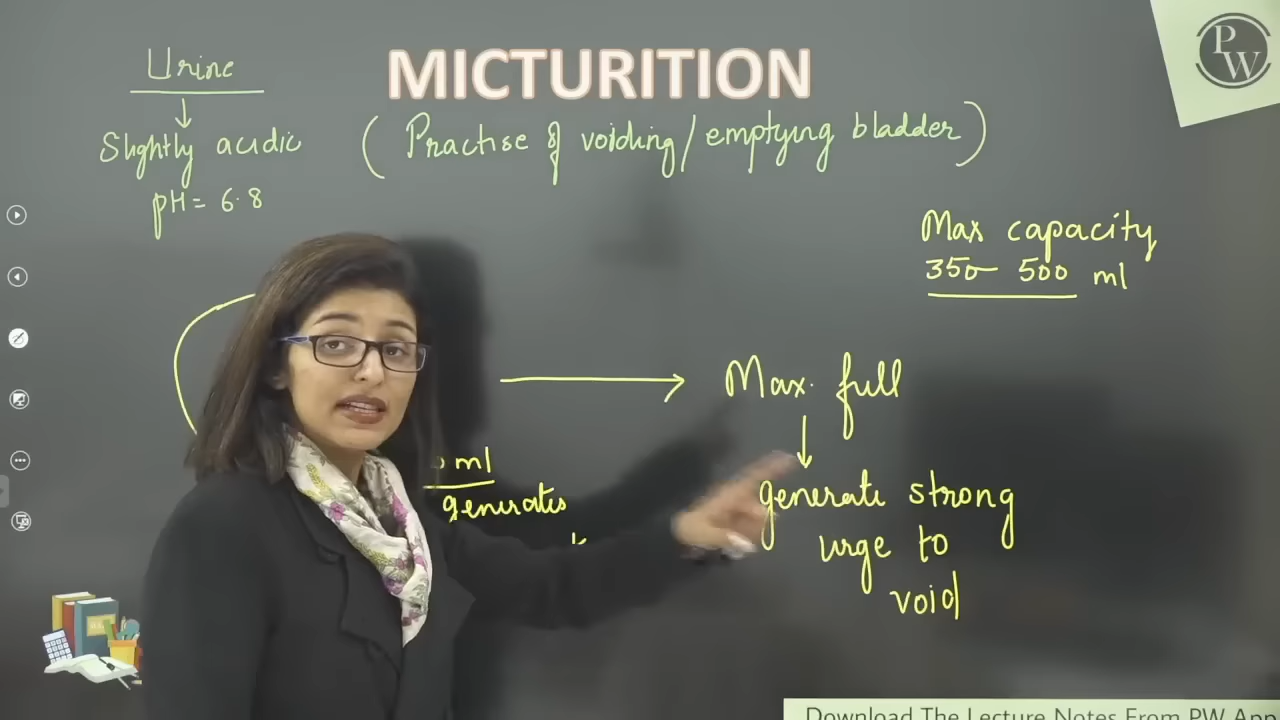 Urine
MICTURITION
Slightly acidic
pH = 6.8
(Practise of voiding/emptying bladder)
Max capacity
350 - 500 ml
Max. full
generate strong
urge to
void
ml
generates
PW
Download The Lecture Notes From PW App